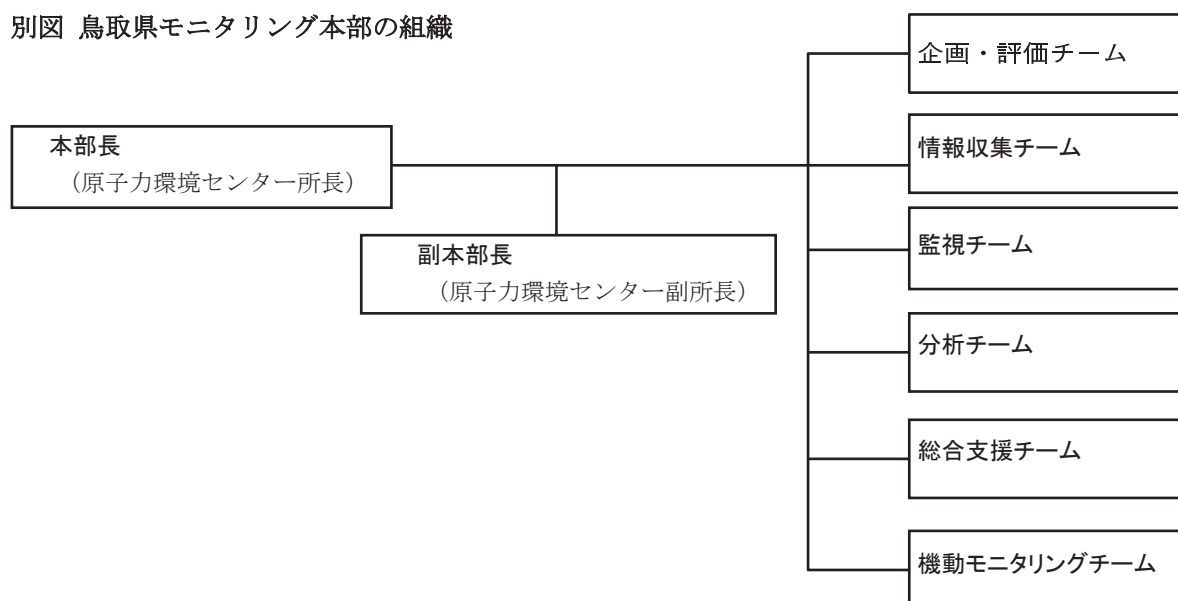 別図 鳥取県モニタリング本部の組織
本部長
（原子力環境センター所長）
副本部長
（原子力環境センター副所長）
企画・評価チーム
情報収集チーム
監視チーム
分析チーム
総合支援チーム
機動モニタリングチーム